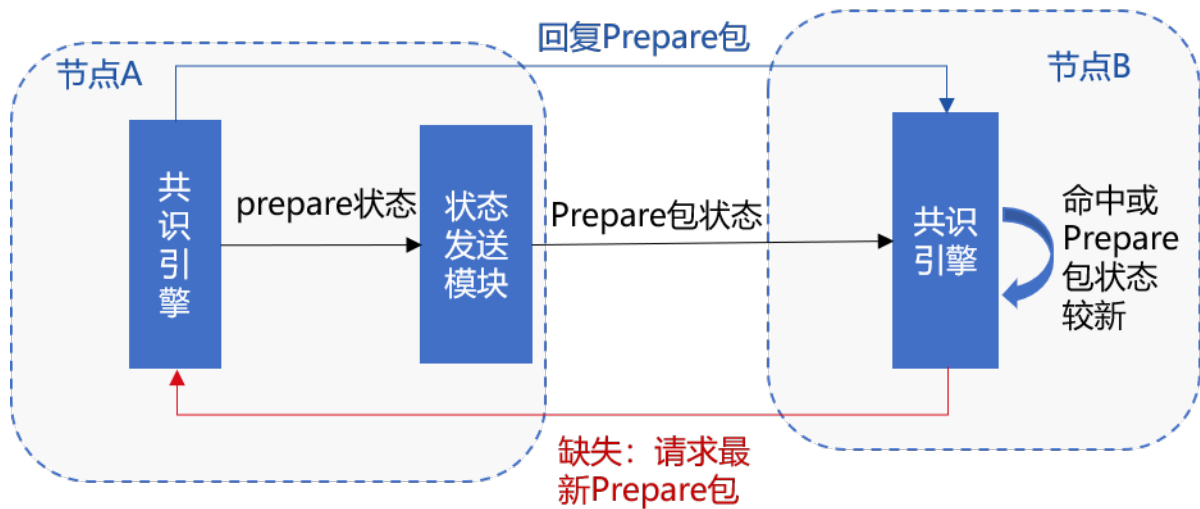 回复Prepare包
节点A
节点B
共
识
引
擎
prepare状态
状态
发送
模块
Prepare包状态
共识
引擎
命中或
Prepare
包状态
较新
缺失：请求最
新Prepare包